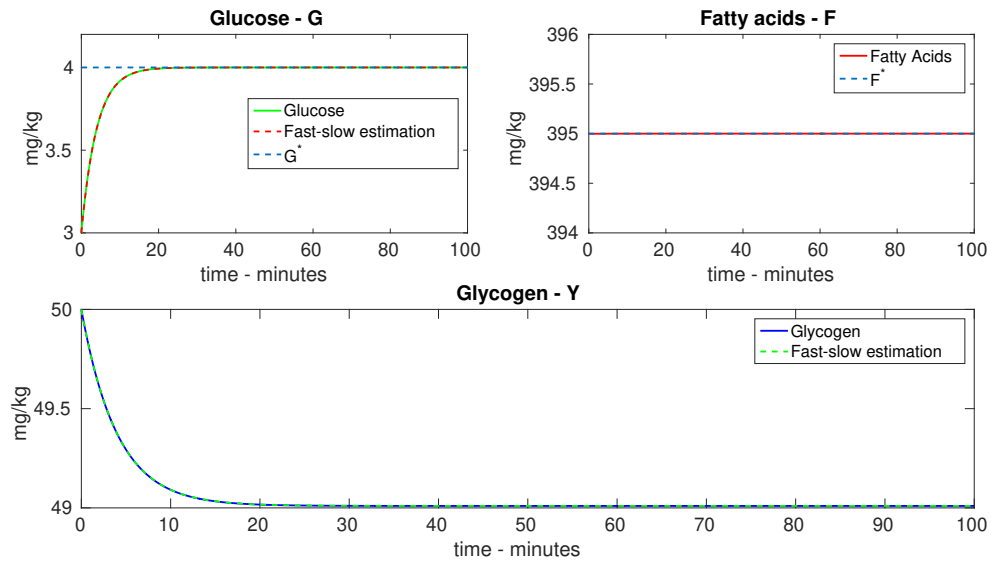 Glucose - G
mg/kg
4
3.5
3
0 20 40 60 80 100
time - minutes
Glucose
Fast-slow estimation
G*
Fatty acids - F
mg/kg
396
395.5
395
394.5
394
0 20 40 60 80 100
time - minutes
Fatty Acids
F*
Glycogen - Y
mg/kg
50
49.5
49
0 10 20 30 40 50 60 70 80 90 100
time - minutes
Glycogen
Fast-slow estimation